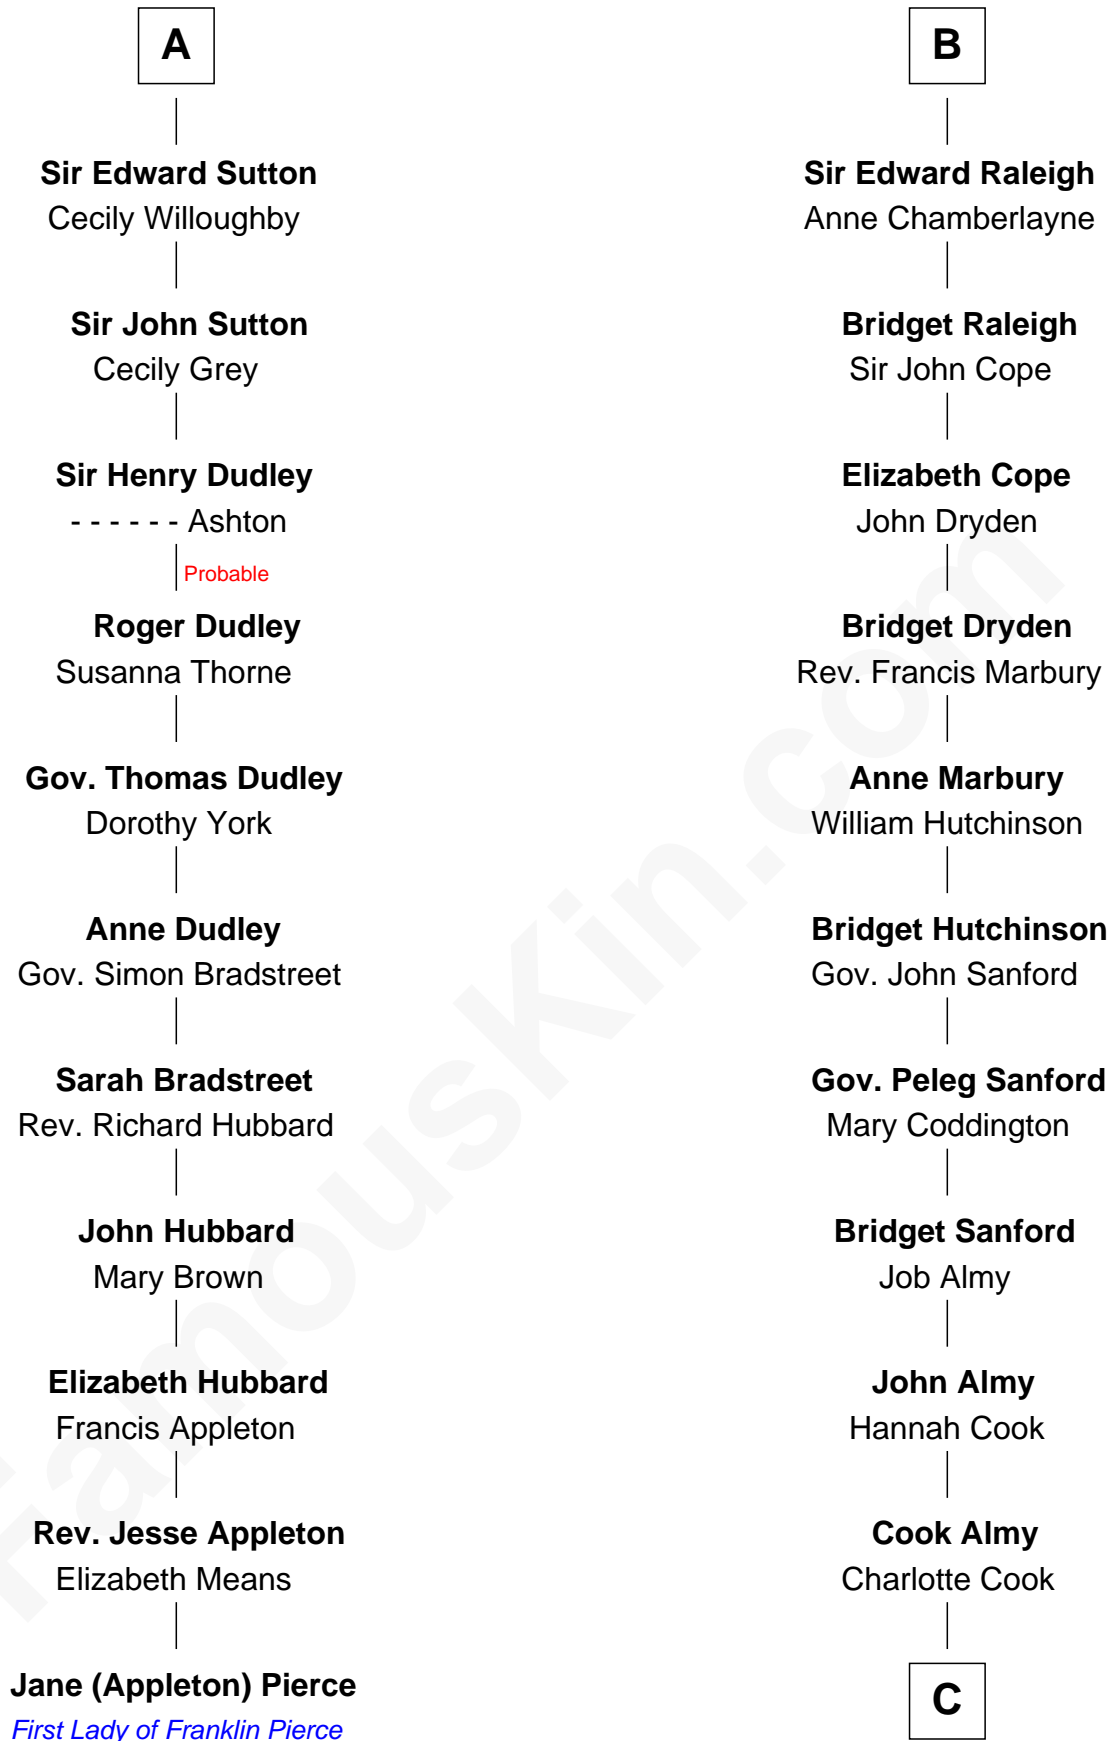 A
Sir Edward Sutton
Cecily Willoughby
Sir John Sutton
Cecily Grey
Sir Henry Dudley
- - - - - - Ashton
Probable
Roger Dudley
Susanna Thorne
Gov. Thomas Dudley
Dorothy York
Anne Dudley
Gov. Simon Bradstreet
Sarah Bradstreet
Rev. Richard Hubbard
John Hubbard
Mary Brown
Elizabeth Hubbard
Francis Appleton
Rev. Jesse Appleton
Elizabeth Means
Jane (Appleton) Pierce
First Lady of Franklin Pierce
B
Sir Edward Raleigh
Anne Chamberlayne
Bridget Raleigh
Sir John Cope
Elizabeth Cope
John Dryden
Bridget Dryden
Rev. Francis Marbury
Anne Marbury
William Hutchinson
Bridget Hutchinson
Gov. John Sanford
Gov. Peleg Sanford
Mary Coddington
Bridget Sanford
Job Almy
John Almy
Hannah Cook
Cook Almy
Charlotte Cook
C
FamousKin.com